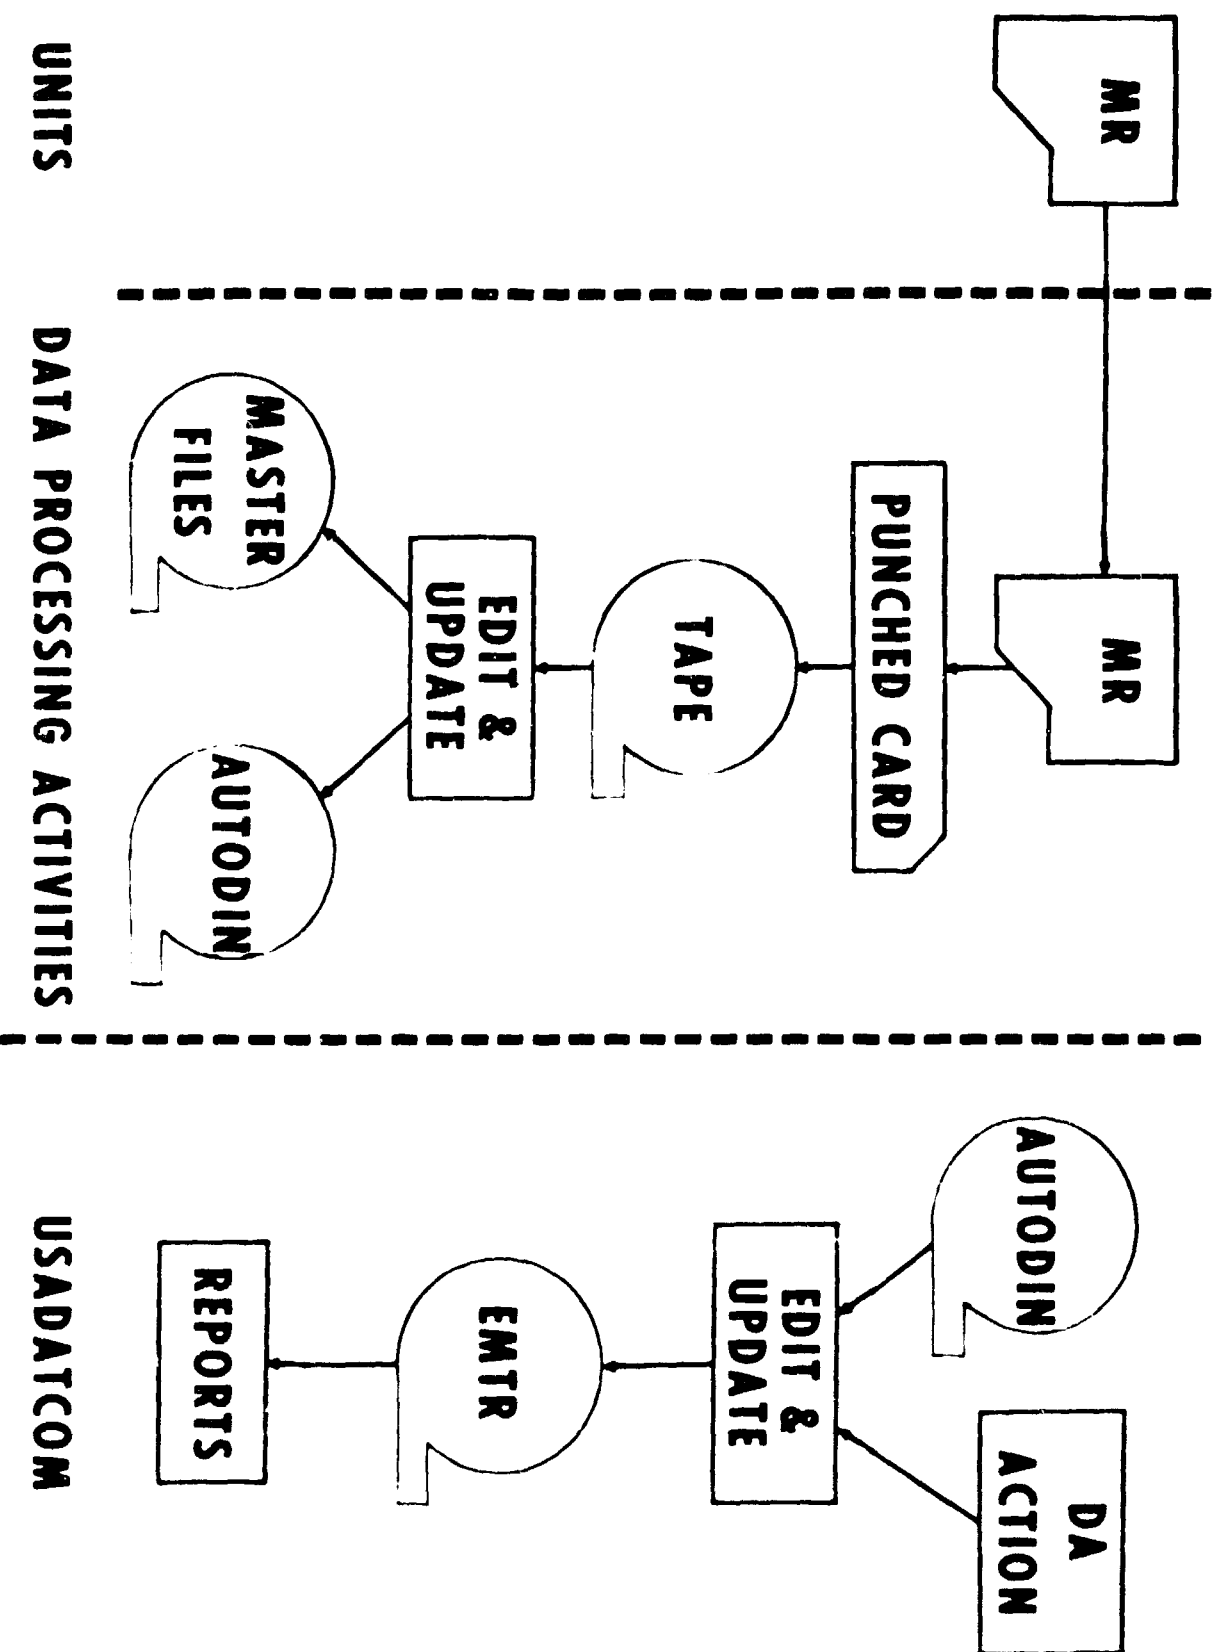 MR
MR
PUNCHED CARD
TAPE
EDIT &
UPDATE
MASTER
FILES
AUTODIN
AUTODIN
DA
ACTION
EDIT &
UPDATE
EMTR
REPORTS
UNITS
DATA PROCESSING ACTIVITIES
USADATCOM